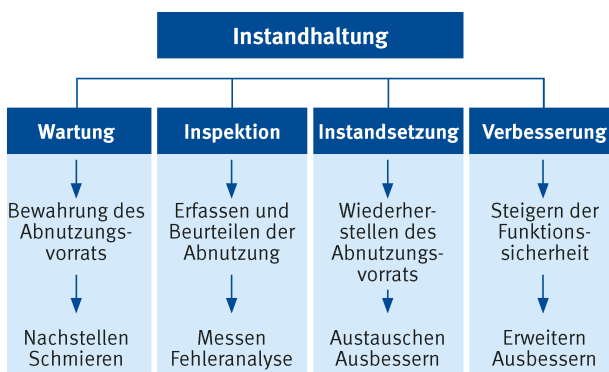 Instandhaltung
Wartung
Bewahrung des
Abnutzungs-
vorrats
Nachstellen
Schmieren
Inspektion
Erfassen und
Beurteilen der
Abnutzung
Messen
Fehleranalyse
Instandsetzung
Wiederher-
stellen des
Abnutzungs-
vorrats
Austauschen
Ausbessern
Verbesserung
Steigern der
Funktions-
sicherheit
Erweitern
Ausbessern